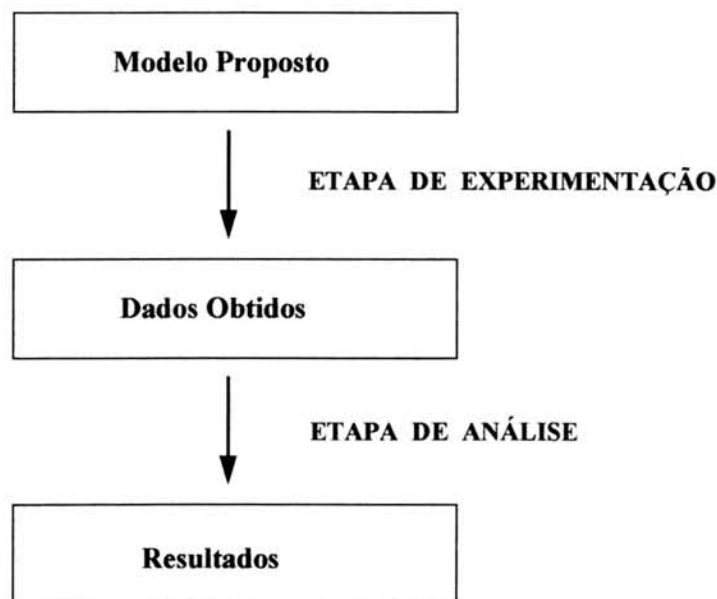 Modelo Proposto
ETAPA DE EXPERIMENTAÇÃO
Dados Obtidos
ETAPA DE ANÁLISE
Resultados